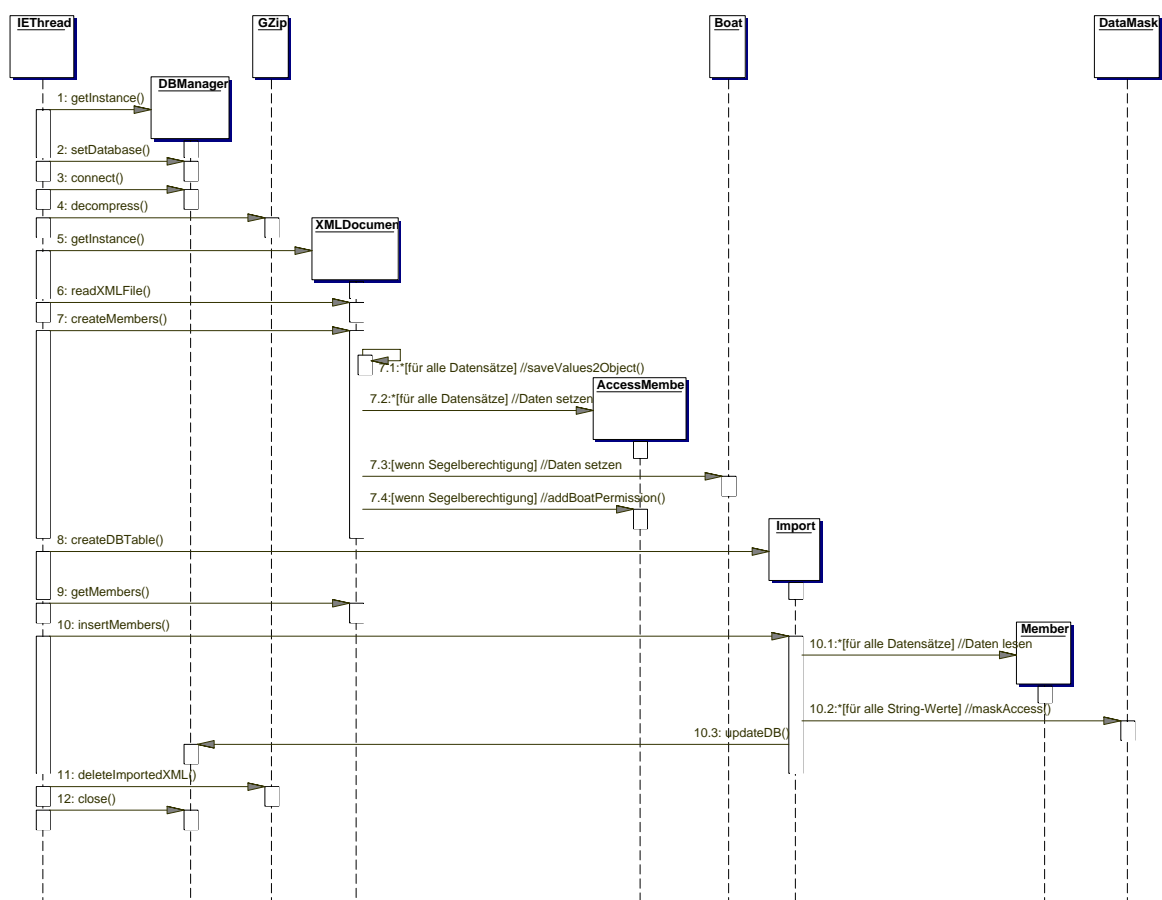 IEThread
GZip
Boat
DataMask
DBManager
1: getInstance()
2: setDatabase()
3: connect()
4: decompress()
XMLDocumen
5: getInstance()
6: readXMLFile()
7: createMembers()
7.1:*[für alle Datensätze] //saveValues2Object()
AccessMembe
7.2:*[für alle Datensätze] //Daten setzen
7.3:[wenn Segelberechtigung] //Daten setzen
7.4:[wenn Segelberechtigung] //addBoatPermission()
Import
8: createDBTable()
9: getMembers()
10: insertMembers()
Member
10.1:*[für alle Datensätze] //Daten lesen
10.2:*[für alle String-Werte] //maskAccess()
10.3: updateDB()
11: deleteImportedXML()
12: close()